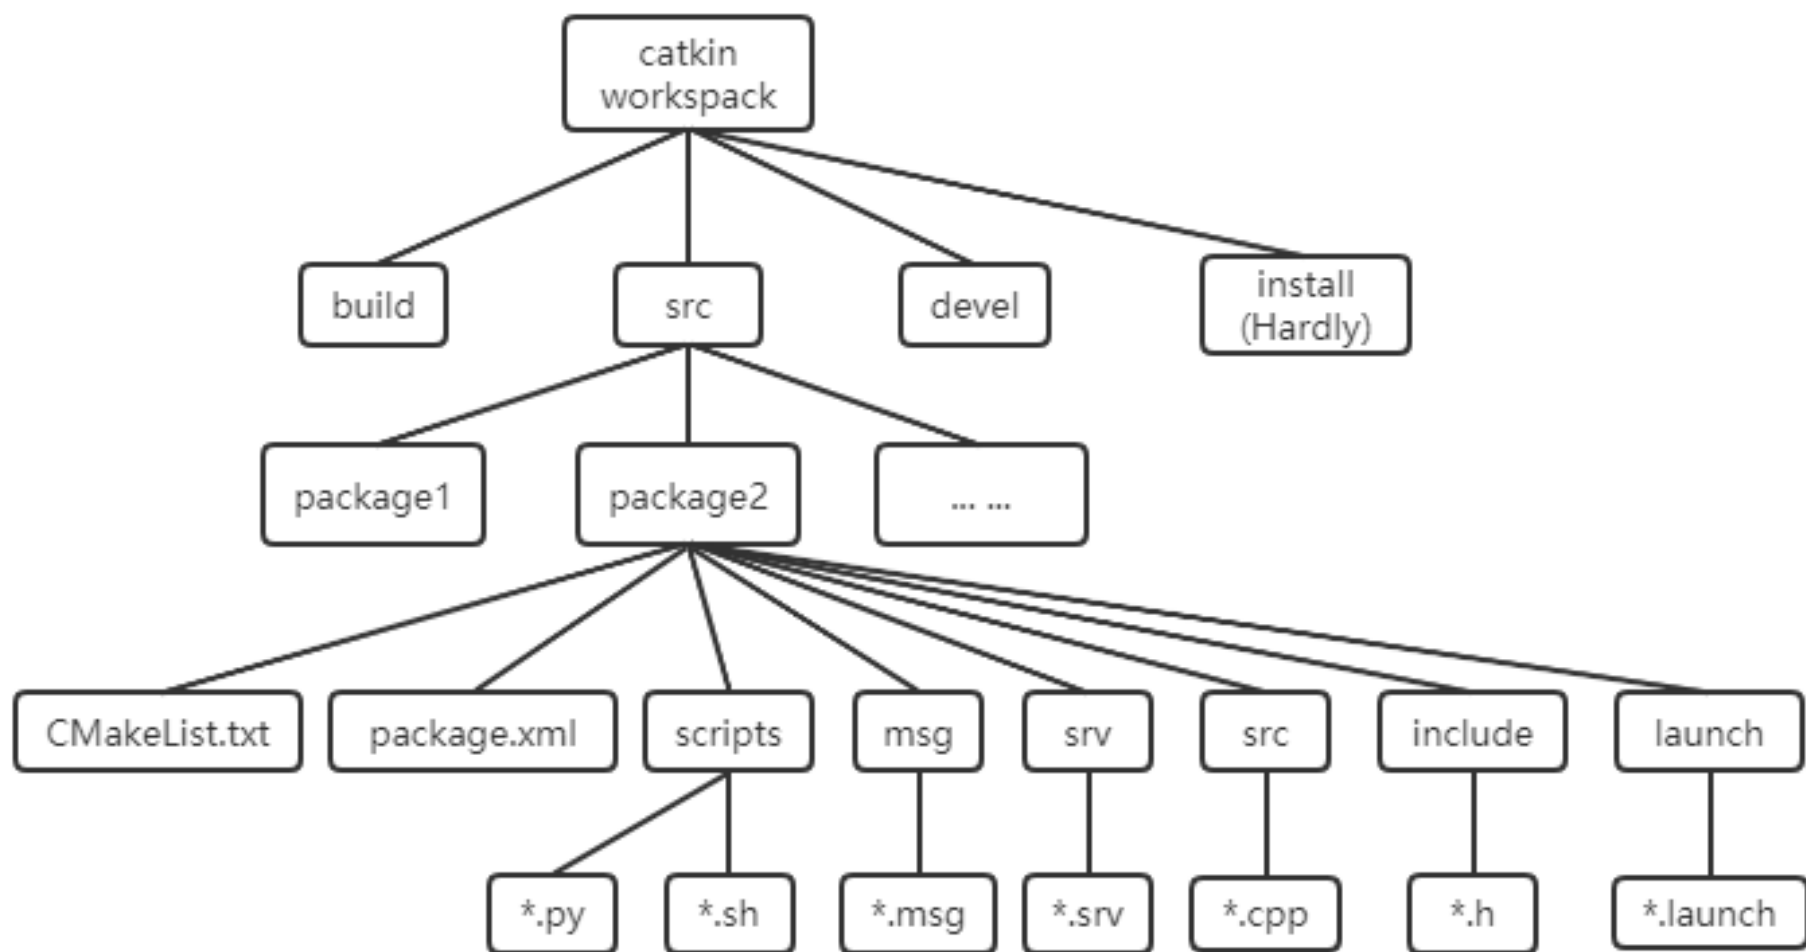 catkin
workspack
build
src
devel
install
(Hardly)
package1
package2
... ...
CMakeList.txt
package.xml
scripts
msg
srv
src
include
launch
*.py
*.sh
*.msg
*.srv
*.cpp
*.h
*.launch